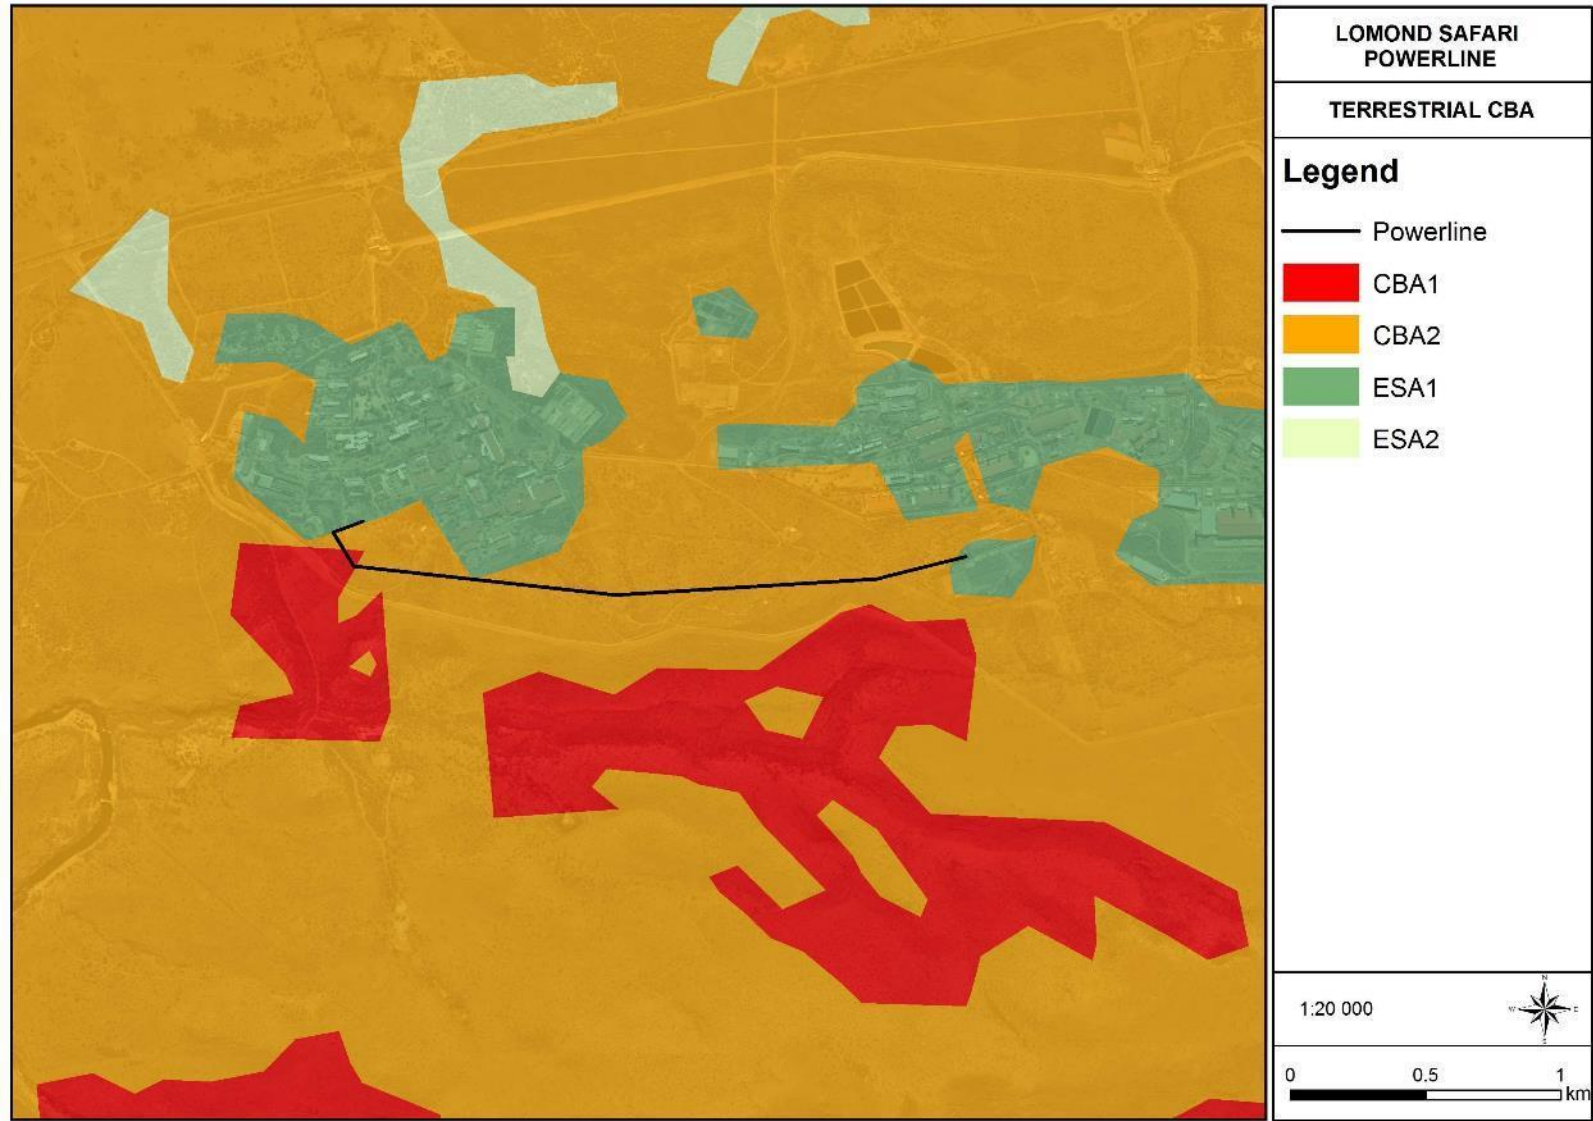 LOMOND SAFARI
POWERLINE
TERRESTRIAL CBA
Legend
Powerline
CBA1
CBA2
ESA1
ESA2
1:20 000
N
W E
S
0 0.5 1
km